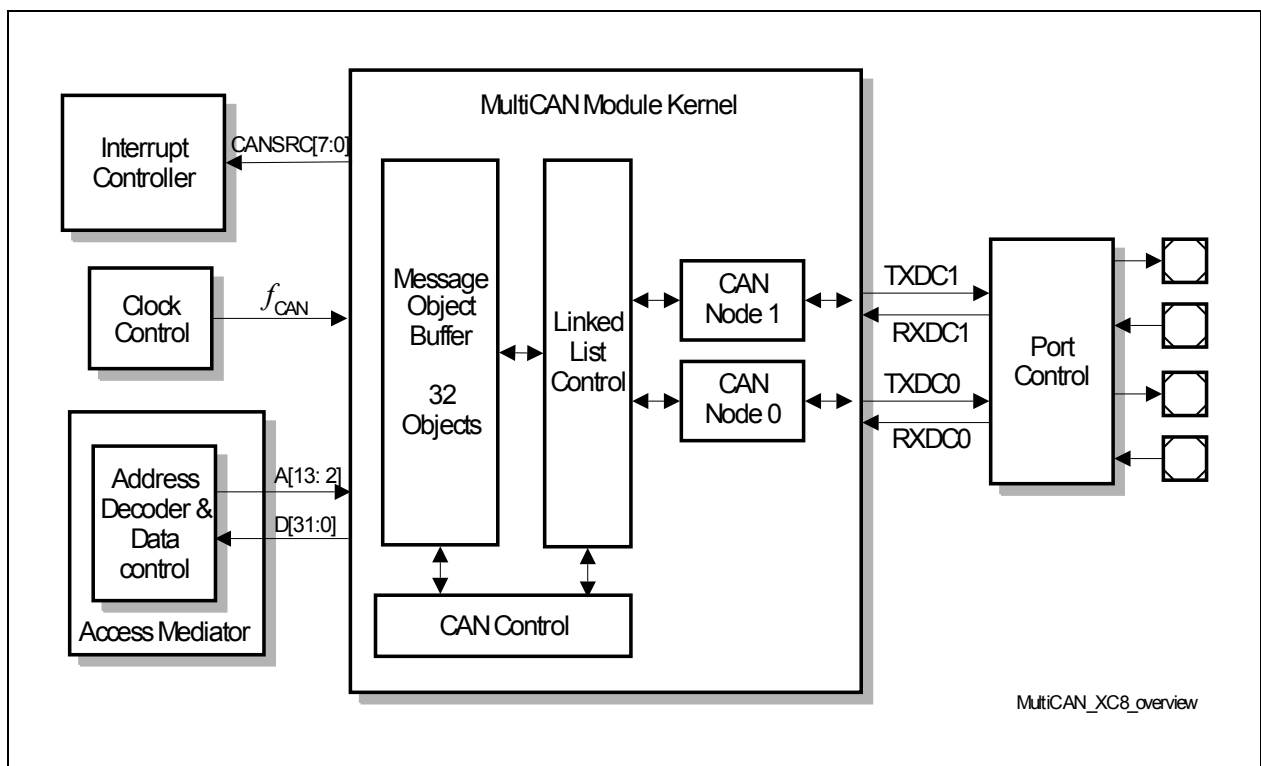 MultiCAN Module Kernel
Interrupt
Controller
CANSRC[7:0]
Clock
Control
fCAN
Address
Decoder &
Data
control
A[13: 2]
D[31:0]
Access Mediator
Message
Object
Buffer
32
Objects
Linked
List
Control
CAN
Node 1
CAN
Node 0
CAN Control
TXDC1
RXDC1
TXDC0
RXDC0
Port
Control
MultiCAN_XC8_overview